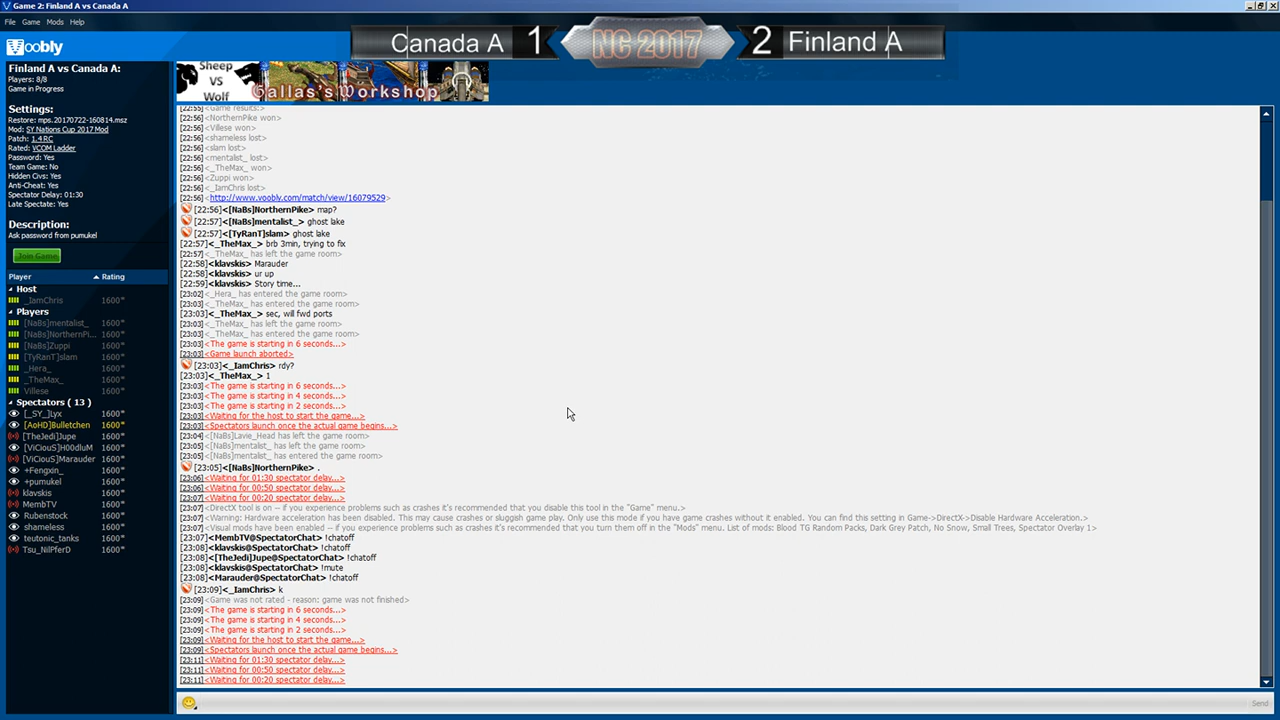 Game 2: Finland A vs Canada A
File Game Mods Help
Canada A 1 NC 2017 2 Finland A
Voobly
Sheep
VS
Wolf
Gallas's Workshop
Finland A vs Canada A:
Players: 8/8
Game in Progress
Settings:
Restore: mps.20170722-160814.msz
Mod: SY Nations Cup 2017 Mod
Patch: 1.4 RC
Rated: VCOM Ladder
Password: Yes
Team Game: No
Hidden Civs: Yes
Anti-Cheat: Yes
Spectator Delay: 01:30
Late Spectate: Yes
Description:
Ask password from pumukel
Join Game
Player Rating
Host
_IamChris 1600*
Players
[NaBs]mentalist_ 1600*
[NaBs]NorthernPi... 1600*
[NaBs]Zuppi 1600*
[TyRanT]slam 1600*
_Hera_ 1600*
_TheMax_ 1600*
Villese 1600*
Spectators ( 13 )
[_SY_]Lyx 1600*
[AoHD]Bulletchen 1600*
[TheJedi]Jupe 1600*
[ViCiouS]H00dluM 1600*
[ViCiouS]Marauder 1600*
+Fengxin_ 1600*
+pumukel 1600*
klavskis 1600*
MembTV 1600*
Rubenstock 1600*
shameless 1600*
teutonic_tanks 1600*
Tsu_NilPferD 1600*
[22:55]<Game results:>
[22:56]<NorthernPike won>
[22:56]<Villese won>
[22:56]<shameless lost>
[22:56]<slam lost>
[22:56]<mentalist_ lost>
[22:56]<_TheMax_ won>
[22:56]<Zuppi won>
[22:56]<_IamChris lost>
[22:56]<http://www.voobly.com/match/view/16079529>
[22:56]<[NaBs]NorthernPike> map?
[22:57]<[NaBs]mentalist_> ghost lake
[22:57]<[TyRanT]slam> ghost lake
[22:57]<_TheMax_> brb 3min, trying to fix
[22:57]<_TheMax_ has left the game room>
[22:58]<klavskis> Marauder
[22:58]<klavskis> ur up
[22:59]<klavskis> Story time...
[23:02]<_Hera_ has entered the game room>
[23:03]<_TheMax_ has entered the game room>
[23:03]<_TheMax_> sec, wil fwd ports
[23:03]<_TheMax_ has left the game room>
[23:03]<_TheMax_ has entered the game room>
[23:03]<The game is starting in 6 seconds...>
[23:03]<Game launch aborted>
[23:03]<_IamChris> rdy?
[23:03]<_TheMax_> 1
[23:03]<The game is starting in 6 seconds...>
[23:03]<The game is starting in 4 seconds...>
[23:03]<The game is starting in 2 seconds...>
[23:03]<Waiting for the host to start the game...>
[23:03]<Spectators launch once the actual game begins...>
[23:04]<[NaBs]Lavie_Head has left the game room>
[23:05]<[NaBs]mentalist_ has left the game room>
[23:05]<[NaBs]mentalist_ has entered the game room>
[23:05]<[NaBs]NorthernPike> .
[23:06]<Waiting for 01:30 spectator delay...>
[23:06]<Waiting for 00:50 spectator delay...>
[23:07]<Waiting for 00:20 spectator delay...>
[23:07]<DirectX tool is on -- if you experience problems such as crashes it's recommended that you disable this tool in the "Game" menu.>
[23:07]<Warning: Hardware acceleration has been disabled. This may cause crashes or sluggish game play. Only use this mode if you have game crashes without it enabled. You can find this setting in Game->DirectX->Disable Hardware Acceleration.>
[23:07]<Visual mods have been enabled -- if you experience problems such as crashes it's recommended that you turn them off in the "Mods" menu. List of mods: Blood TG Random Packs, Dark Grey Patch, No Snow, Small Trees, Spectator Overlay 1>
[23:07]<MembTV@SpectatorChat> !chatoff
[23:08]<klavskis@SpectatorChat> !chatoff
[23:08]<[TheJedi]Jupe@SpectatorChat> !chatoff
[23:08]<klavskis@SpectatorChat> !mute
[23:08]<Marauder@SpectatorChat> !chatoff
[23:09]<_IamChris> k
[23:09]<Game was not rated - reason: game was not finished>
[23:09]<The game is starting in 6 seconds...>
[23:09]<The game is starting in 4 seconds...>
[23:09]<The game is starting in 2 seconds...>
[23:09]<Waiting for the host to start the game...>
[23:09]<Spectators launch once the actual game begins...>
[23:11]<Waiting for 01:30 spectator delay...>
[23:11]<Waiting for 00:50 spectator delay...>
[23:11]<Waiting for 00:20 spectator delay...>
Send